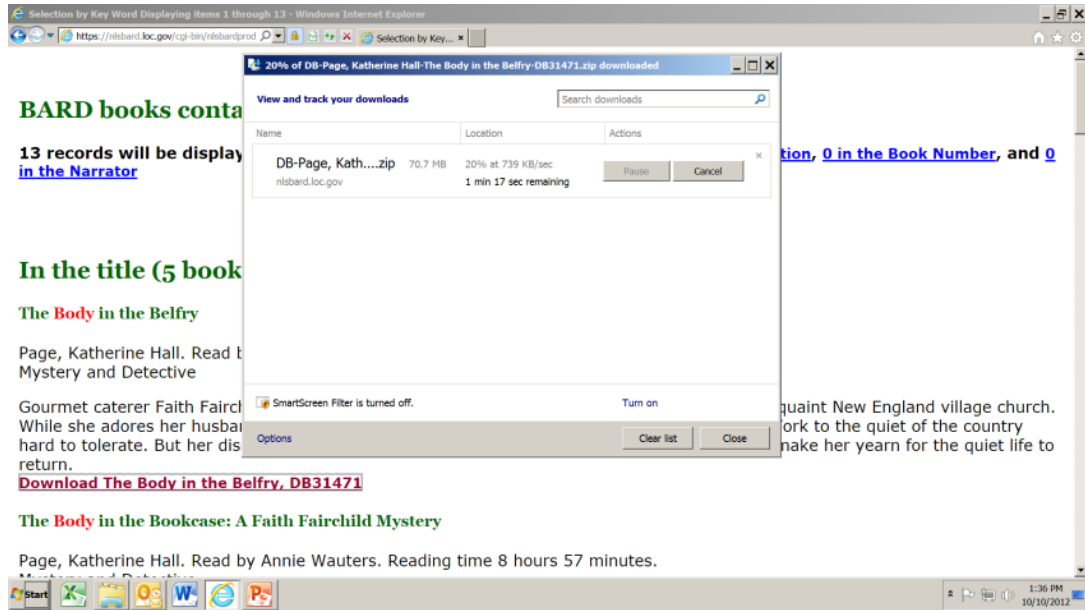 Selection by Key Word Displaying Items 1 through 13 - Windows Internet Explorer
https://nlsbard.loc.gov/cgi-bin/nlsbardprod
Selection by Key...
20% of DB-Page, Katherine Hall-The Body in the Belfry-DB31471.zip downloaded
View and track your downloads
Search downloads
Name Location Actions
DB-Page, Kath....zip 70.7 MB 20% at 739 KB/sec Pause Cancel
nlsbard.loc.gov 1 min 17 sec remaining
SmartScreen Filter is turned off. Turn on
Options Clear list Close
BARD books conta
13 records will be display tion, 0 in the Book Number, and 0
in the Narrator
In the title (5 book
The Body in the Belfry
Page, Katherine Hall. Read b
Mystery and Detective
Gourmet caterer Faith Fairch quaint New England village church.
While she adores her husban ork to the quiet of the country
hard to tolerate. But her dis make her yearn for the quiet life to
return.
Download The Body in the Belfry, DB31471
The Body in the Bookcase: A Faith Fairchild Mystery
Page, Katherine Hall. Read by Annie Wauters. Reading time 8 hours 57 minutes.
Start
1:36 PM
10/10/2012